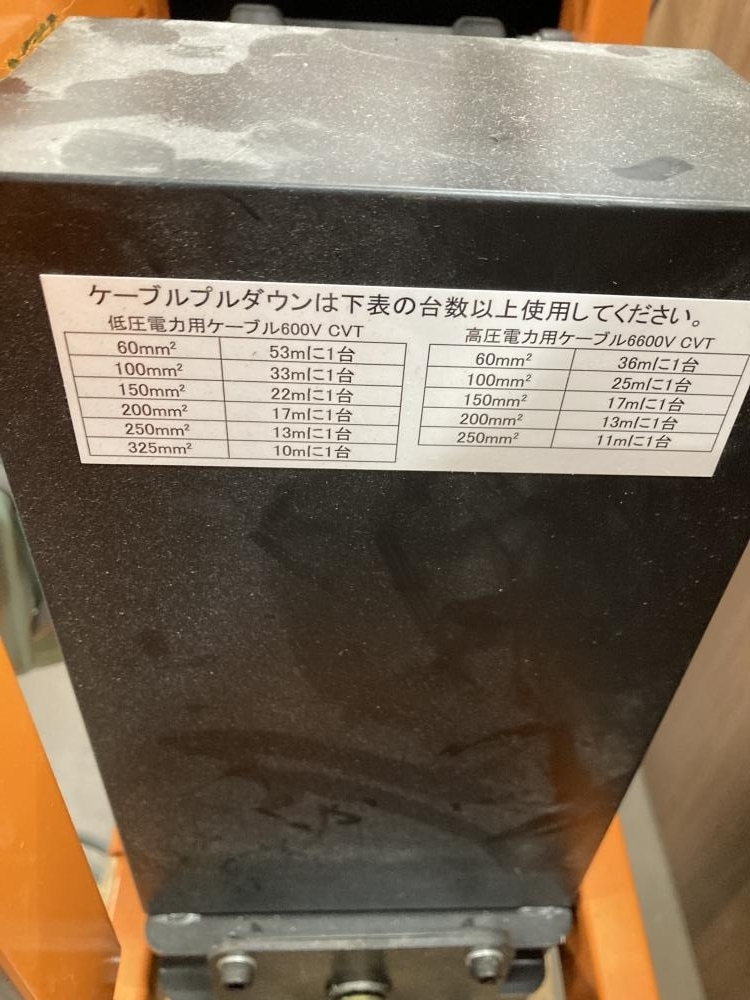 ケーブルプルダウンは下表の台数以上使用してください。
低圧電力用ケーブル600V CVT
60mm² 53mに1台
100mm² 33mに1台
150mm² 22mに1台
200mm² 17mに1台
250mm² 13mに1台
325mm² 10mに1台
高圧電力用ケーブル6600V CVT
60mm² 36mに1台
100mm² 25mに1台
150mm² 17mに1台
200mm² 13mに1台
250mm² 11mに1台